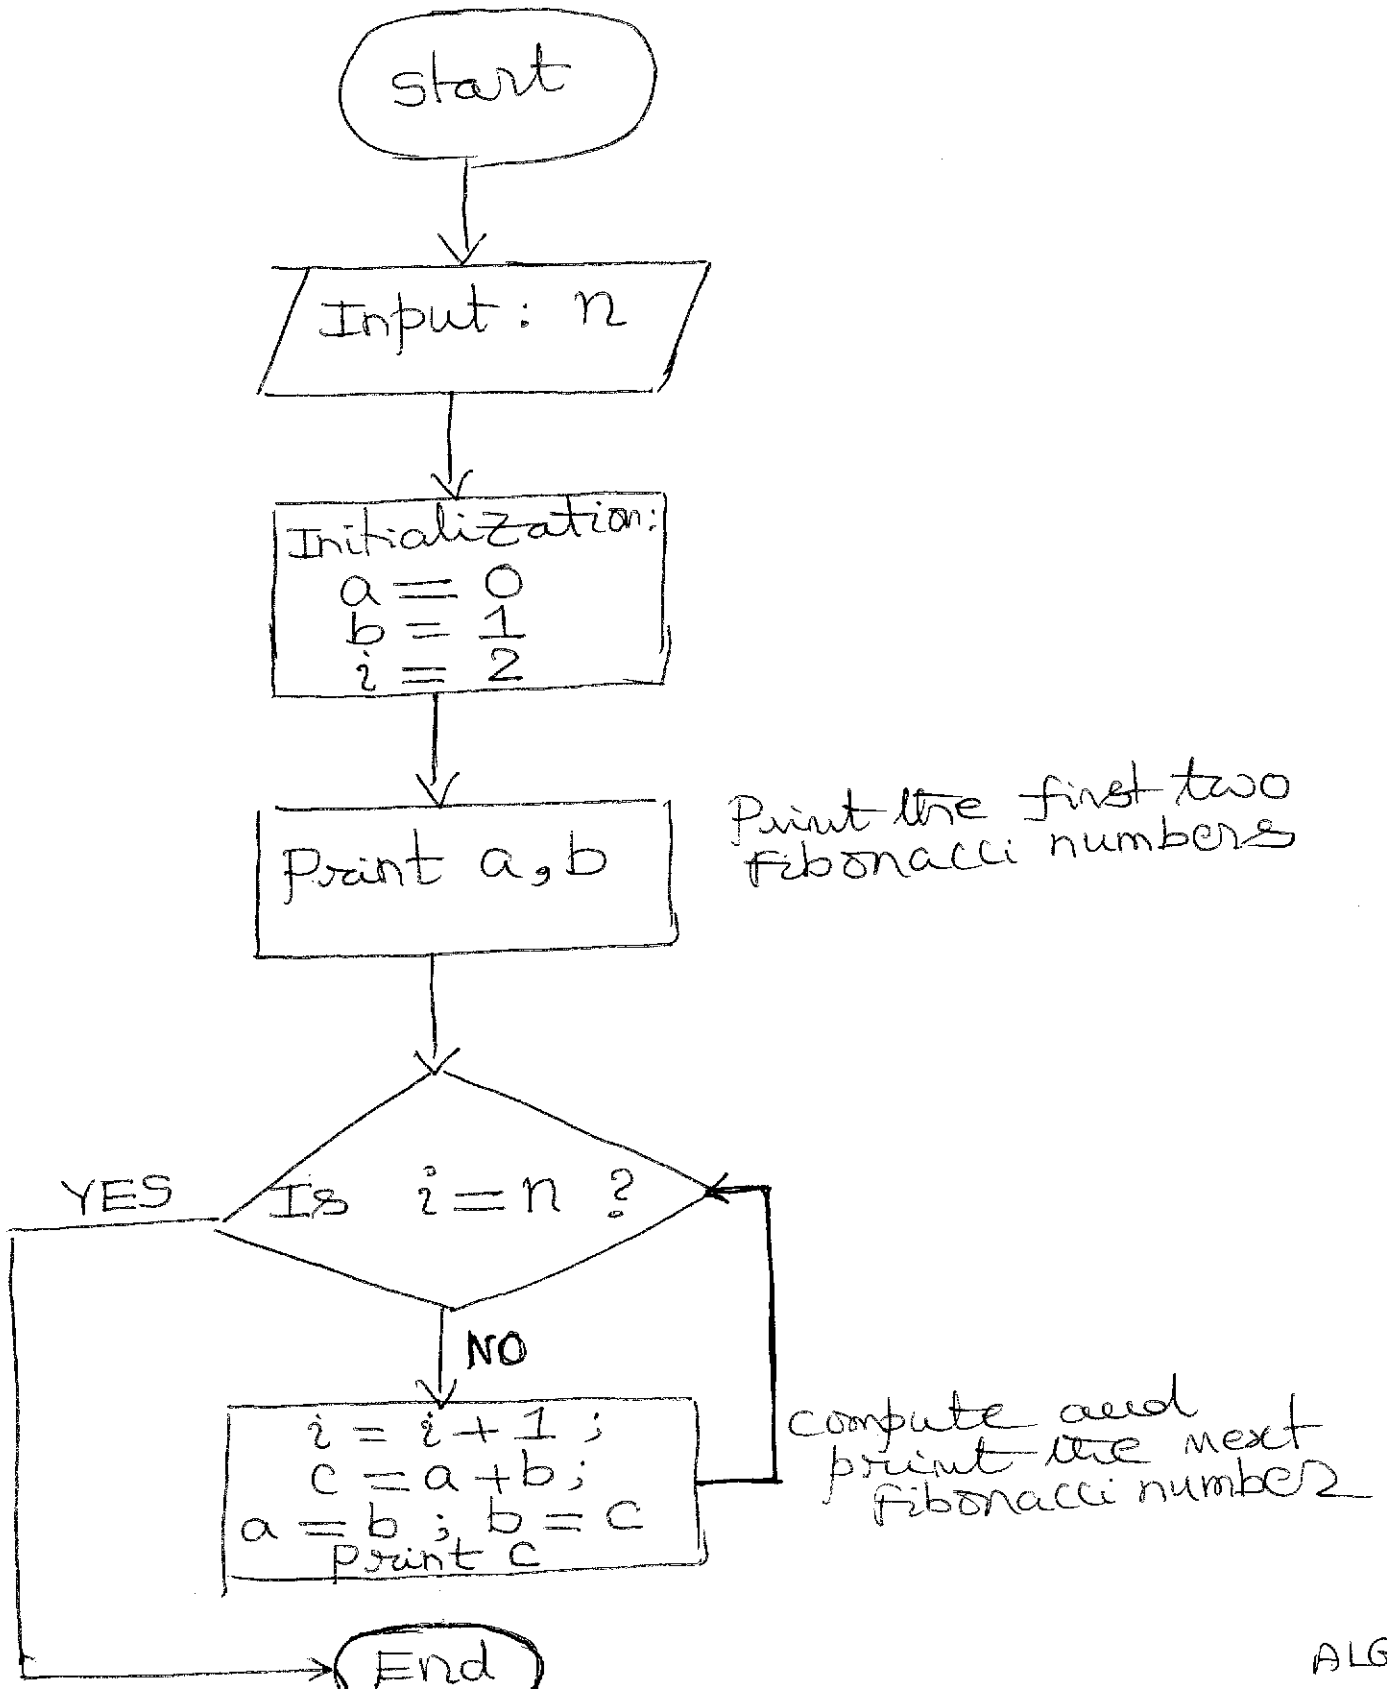 Start
Input: n
Initialization:
a = 0
b = 1
i = 2
Print a, b
Print the first two
Fibonacci numbers
YES
Is i = n ?
NO
i = i + 1 ;
c = a + b;
a = b ; b = c
Print c
compute and
print the next
Fibonacci number
End
ALG